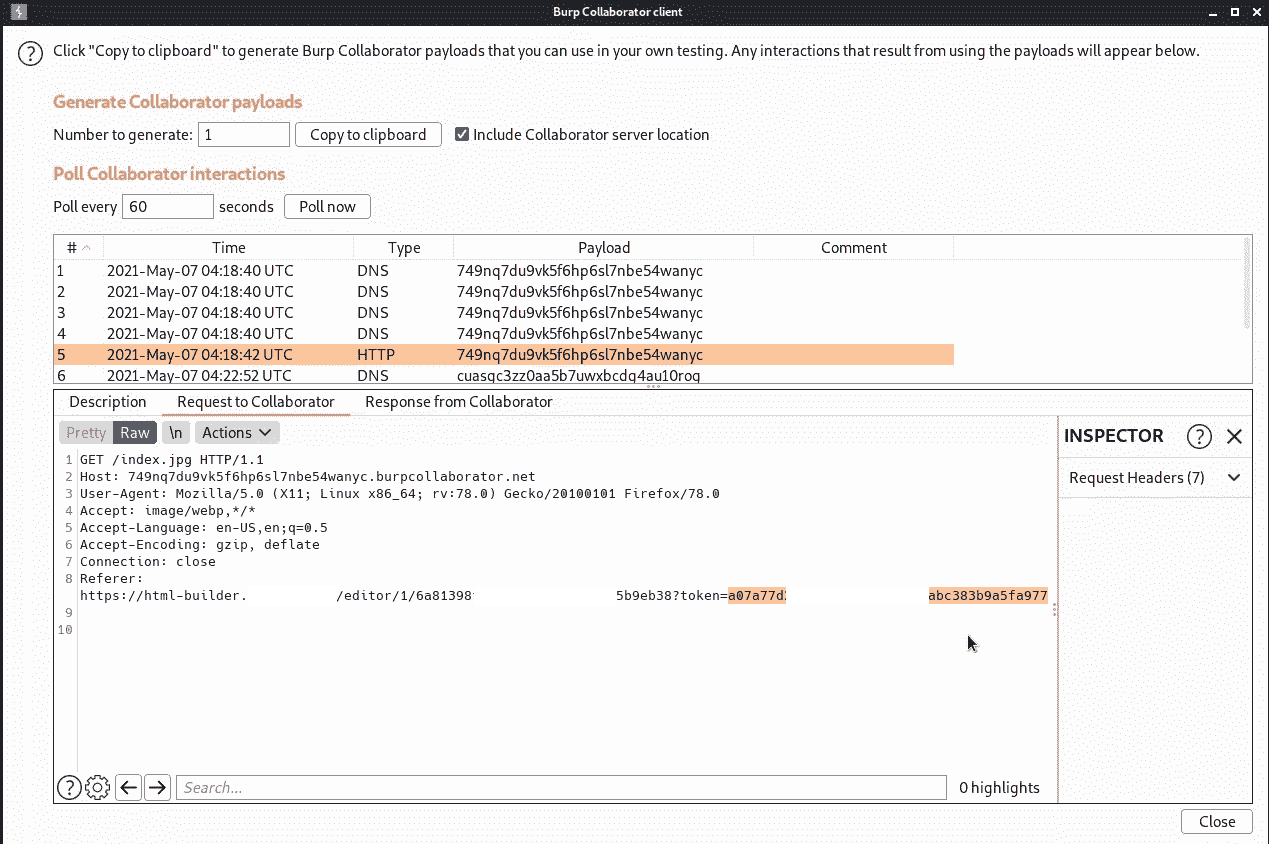 Burp Collaborator client
Click "Copy to clipboard" to generate Burp Collaborator payloads that you can use in your own testing. Any interactions that result from using the payloads will appear below.
Generate Collaborator payloads
Number to generate: 1 Copy to clipboard Include Collaborator server location
Poll Collaborator interactions
Poll every 60 seconds Poll now
# Time Type Payload Comment
1 2021-May-07 04:18:40 UTC DNS 749nq7du9vk5f6hp6sl7nbe54wanyc
2 2021-May-07 04:18:40 UTC DNS 749nq7du9vk5f6hp6sl7nbe54wanyc
3 2021-May-07 04:18:40 UTC DNS 749nq7du9vk5f6hp6sl7nbe54wanyc
4 2021-May-07 04:18:40 UTC DNS 749nq7du9vk5f6hp6sl7nbe54wanyc
5 2021-May-07 04:18:42 UTC HTTP 749nq7du9vk5f6hp6sl7nbe54wanyc
6 2021-May-07 04:22:52 UTC DNS
Description Request to Collaborator Response from Collaborator
Pretty Raw \n Actions
INSPECTOR
Request Headers (7)
1 GET /index.jpg HTTP/1.1
2 Host: 749nq7du9vk5f6hp6sl7nbe54wanyc.burpcollaborator.net
3 User-Agent: Mozilla/5.0 (X11; Linux x86_64; rv:78.0) Gecko/20100101 Firefox/78.0
4 Accept: image/webp,*/*
5 Accept-Language: en-US,en;q=0.5
6 Accept-Encoding: gzip, deflate
7 Connection: close
8 Referer:
https://html-builder. /editor/1/6a81398 5b9eb38?token=a07a77d abc383b9a5fa977
9
10
Search... 0 highlights
Close